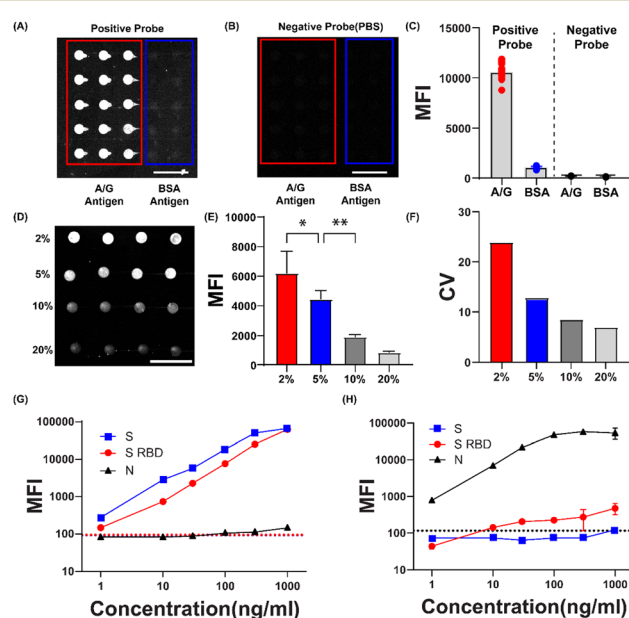 (A)
Positive Probe
A/G
Antigen
BSA
Antigen
(B)
Negative Probe(PBS)
A/G
Antigen
BSA
Antigen
(C)
Positive
Probe
Negative
Probe
MFI
15000
10000
5000
0
A/G
BSA
A/G
BSA
(D)
2%
5%
10%
20%
(E)
MFI
10000
8000
6000
4000
2000
0
*
**
2%
5%
10%
20%
(F)
CV
30
20
10
0
2%
5%
10%
20%
(G)
MFI
100000
10000
1000
100
10
S
S RBD
N
1
10
100
1000
Concentration(ng/ml)
(H)
MFI
100000
10000
1000
100
10
S
S RBD
N
1
10
100
1000
Concentration(ng/ml)